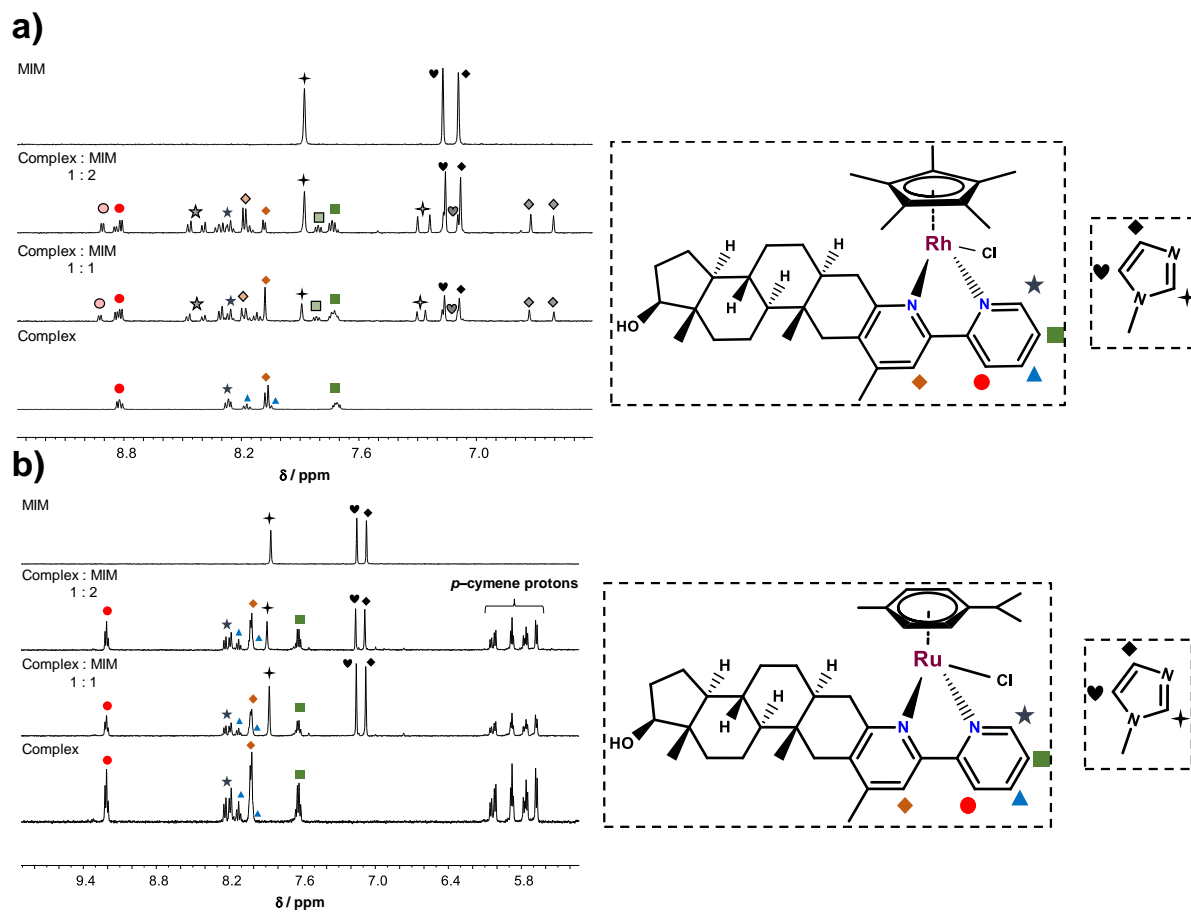 a)
MIM
Complex : MIM
1 : 2
Complex : MIM
1 : 1
Complex
8.8 8.2 7.6 7.0
δ / ppm
Rh
Cl
H
H
H
H
N
N
HO
N
N
b)
MIM
Complex : MIM
1 : 2
p–cymene protons
Complex : MIM
1 : 1
Complex
9.4 8.8 8.2 7.6 7.0 6.4 5.8
δ / ppm
Ru
Cl
H
H
H
H
N
N
HO
N
N